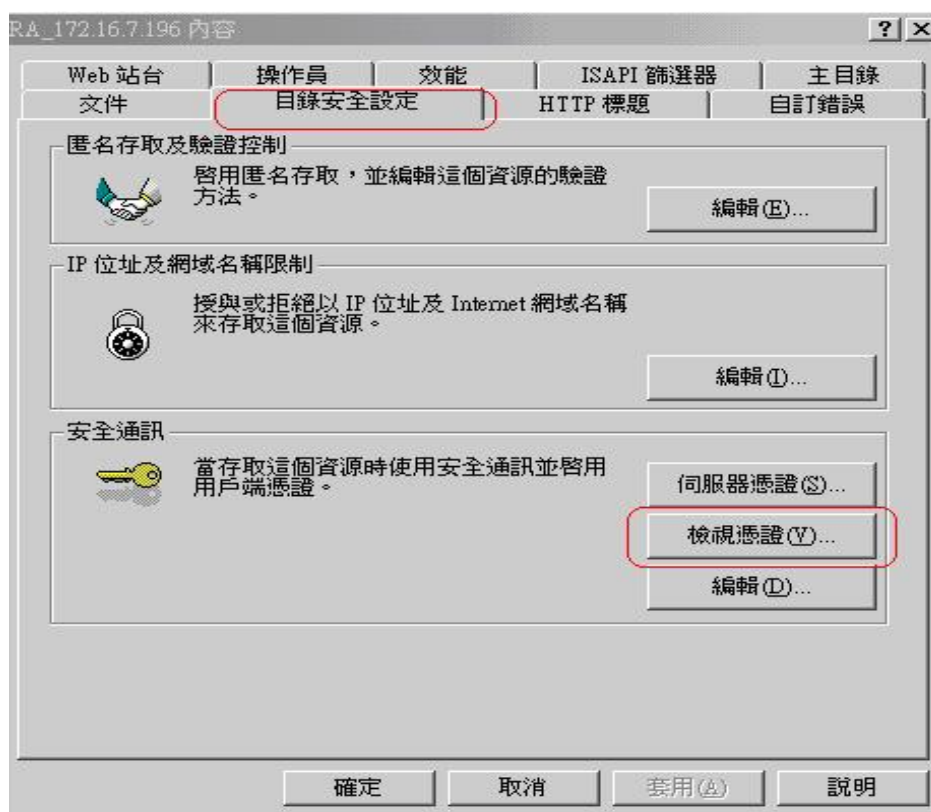 RA_172.16.7.196 內容
Web 站台 操作員 效能 ISAPI 篩選器 主目錄
文件 目錄安全設定 HTTP 標題 自訂錯誤
匿名存取及驗證控制
啓用匿名存取，並編輯這個資源的驗證
方法。
編輯(E)...
IP 位址及網域名稱限制
授與或拒絕以 IP 位址及 Internet 網域名稱
來存取這個資源。
編輯(I)...
安全通訊
當存取這個資源時使用安全通訊並啓用
用戶端憑證。
伺服器憑證(S)...
檢視憑證(V)...
編輯(D)...
確定 取消 套用(A) 說明